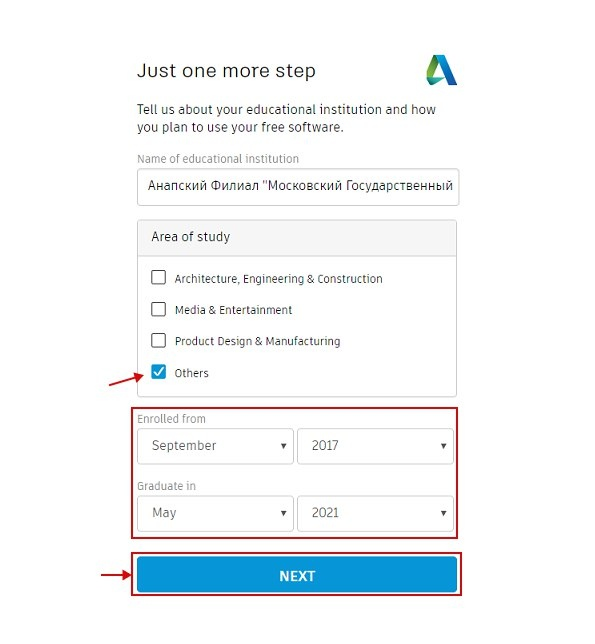 Just one more step
Tell us about your educational institution and how
you plan to use your free software.
Name of educational institution
Анапский Филиал "Московский Государственный
Area of study
Architecture, Engineering & Construction
Media & Entertainment
Product Design & Manufacturing
Others
Enrolled from
September 2017
Graduate in
May 2021
NEXT